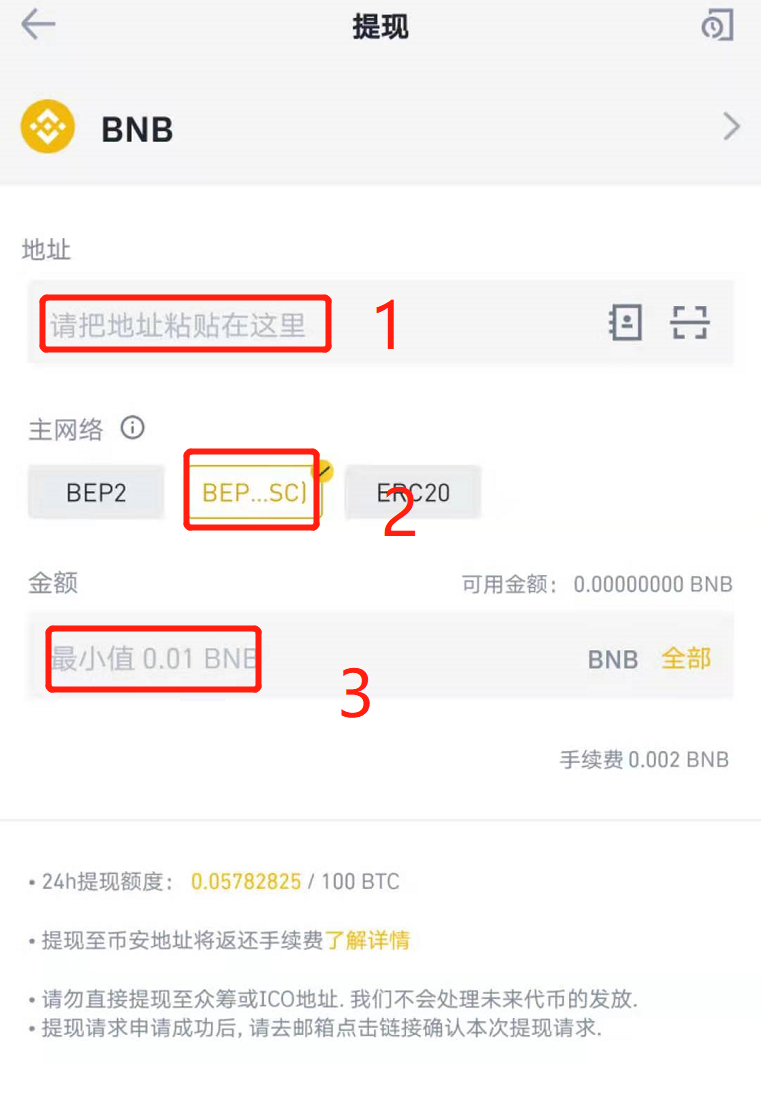 提现
BNB
地址
请把地址粘贴在这里 1
主网络
BEP2 BEP...SC) ERC20
2
金额 可用金额: 0.00000000 BNB
最小值 0.01 BNB BNB 全部
3
手续费 0.002 BNB
• 24h提现额度: 0.05782825 / 100 BTC
• 提现至币安地址将返还手续费了解详情
• 请勿直接提现至众筹或ICO地址. 我们不会处理未来代币的发放.
• 提现请求申请成功后, 请去邮箱点击链接确认本次提现请求.